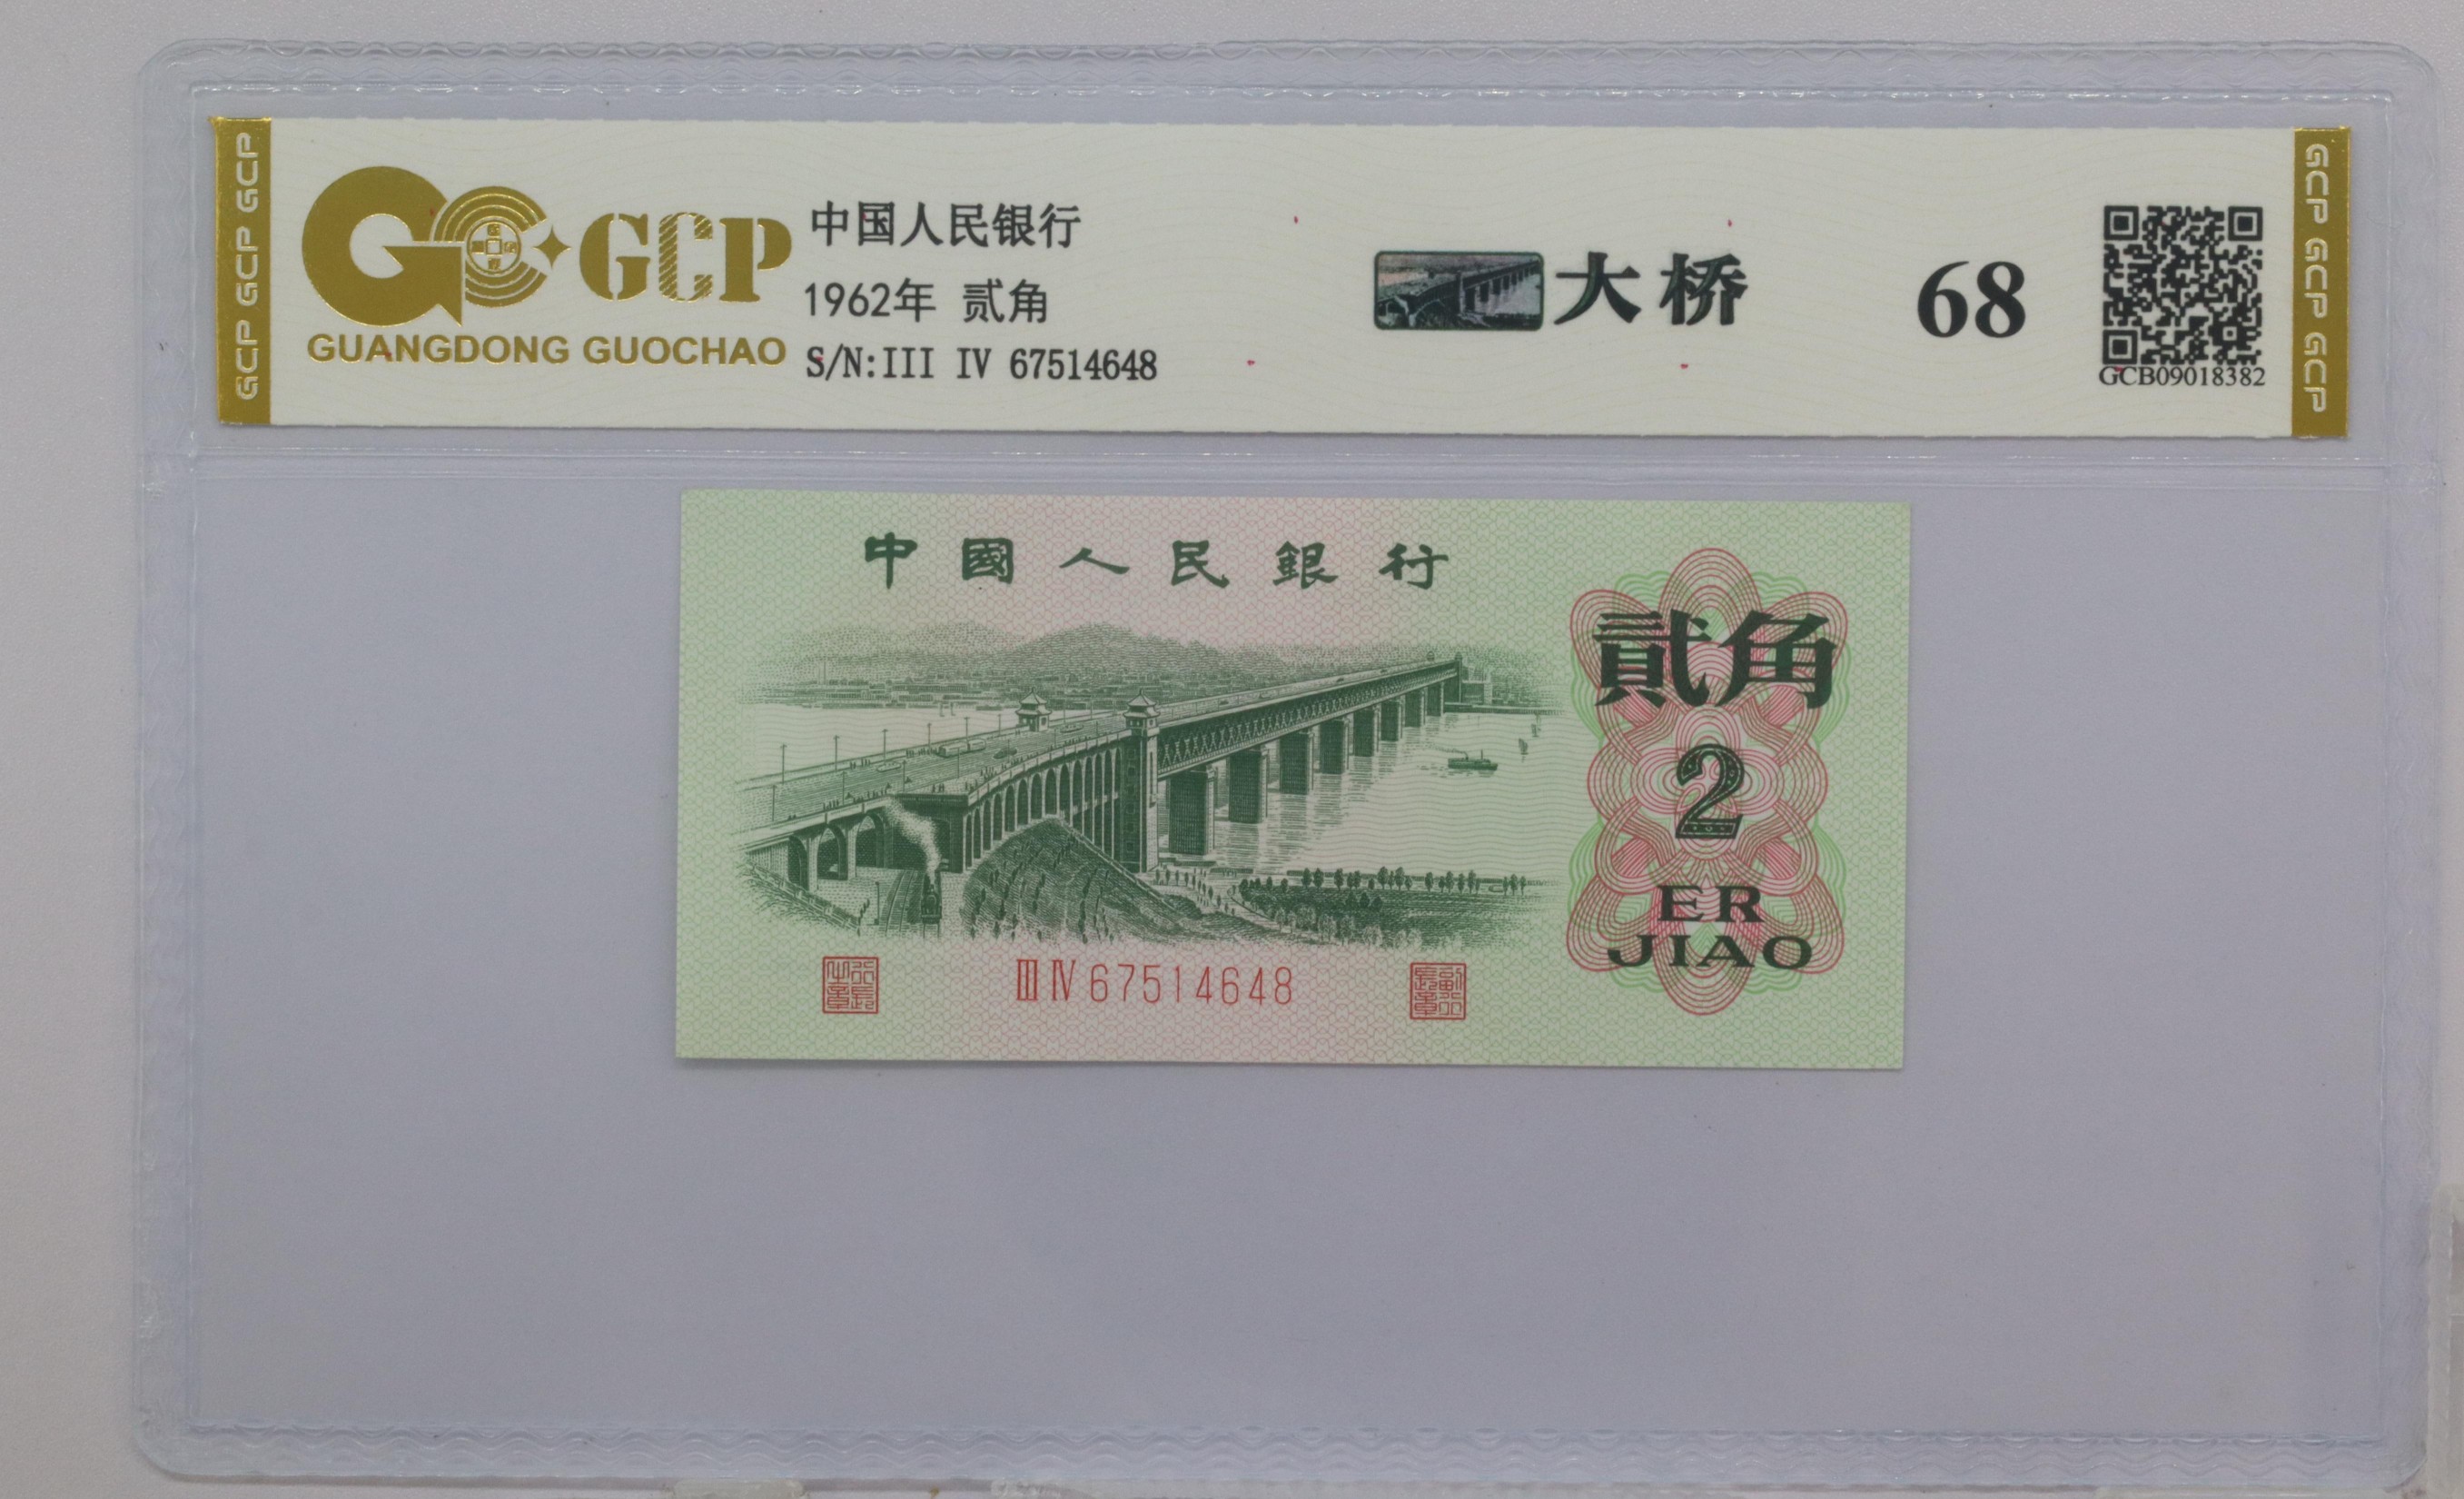 GCP GCP GCP
GCP
GUANGDONG GUOCHAO
中国人民银行
1962年 贰角
S/N:III IV 67514648
大桥
68
GCB09018382
GCP GCP GCP
中國人民銀行
貳角
2
ER
JIAO
III IV 67514648